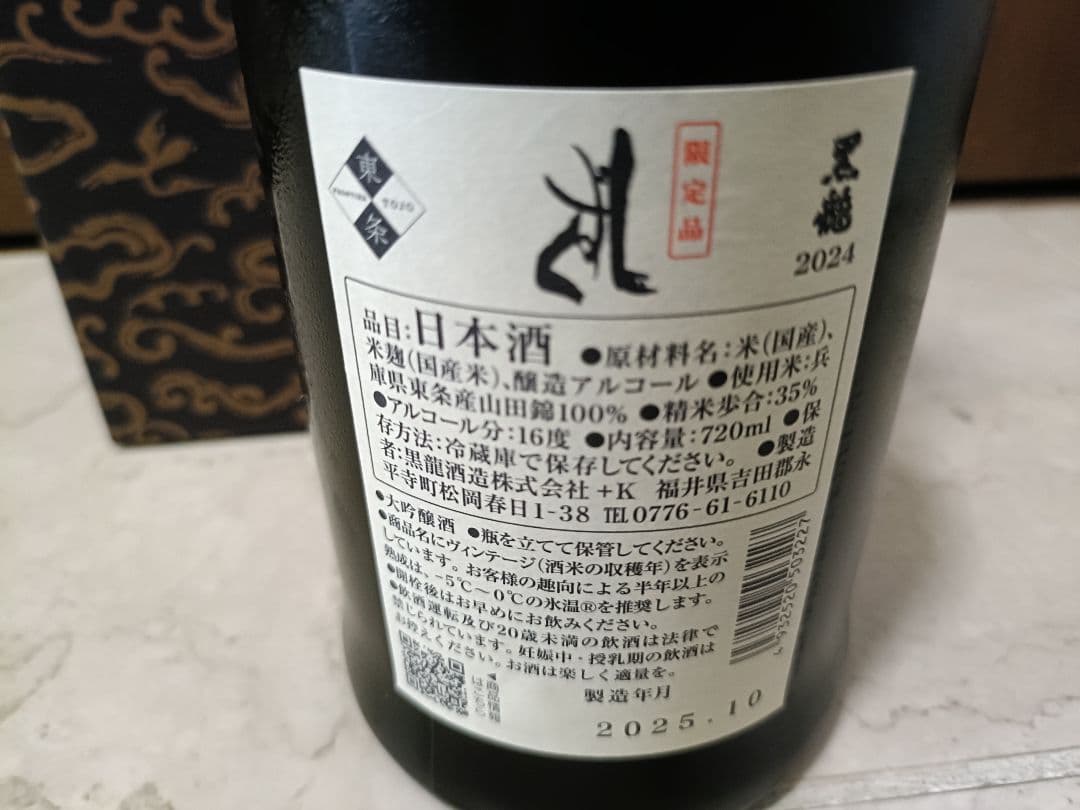 黒龍
2024
限定品
東
条
TOJO
品目:日本酒 ●原材料名:米(国産)、
米麹(国産米)、醸造アルコール ●使用米:兵
庫県東条産山田錦100% ●精米歩合:35%
●アルコール分:16度 ●内容量:720ml ●保
存方法:冷蔵庫で保存してください。 ●製造
者:黒龍酒造株式会社+K 福井県吉田郡永
平寺町松岡春日1-38 TEL0776-61-6110
●大吟醸酒 ●瓶を立てて保管してください。
●商品名にヴィンテージ(酒米の収穫年)を表示
しています。お客様の趣向による半年以上の
熟成は、-5℃〜0℃の氷温®を推奨します。
●開栓後はお早めにお飲みください。
●飲酒運転及び20歳未満の飲酒は法律で
禁じられています。妊娠中・授乳期の飲酒は
お控えください。お酒は楽しく適量を。
◀商品情報
はこちら
製造年月
2025.10
4932520503227